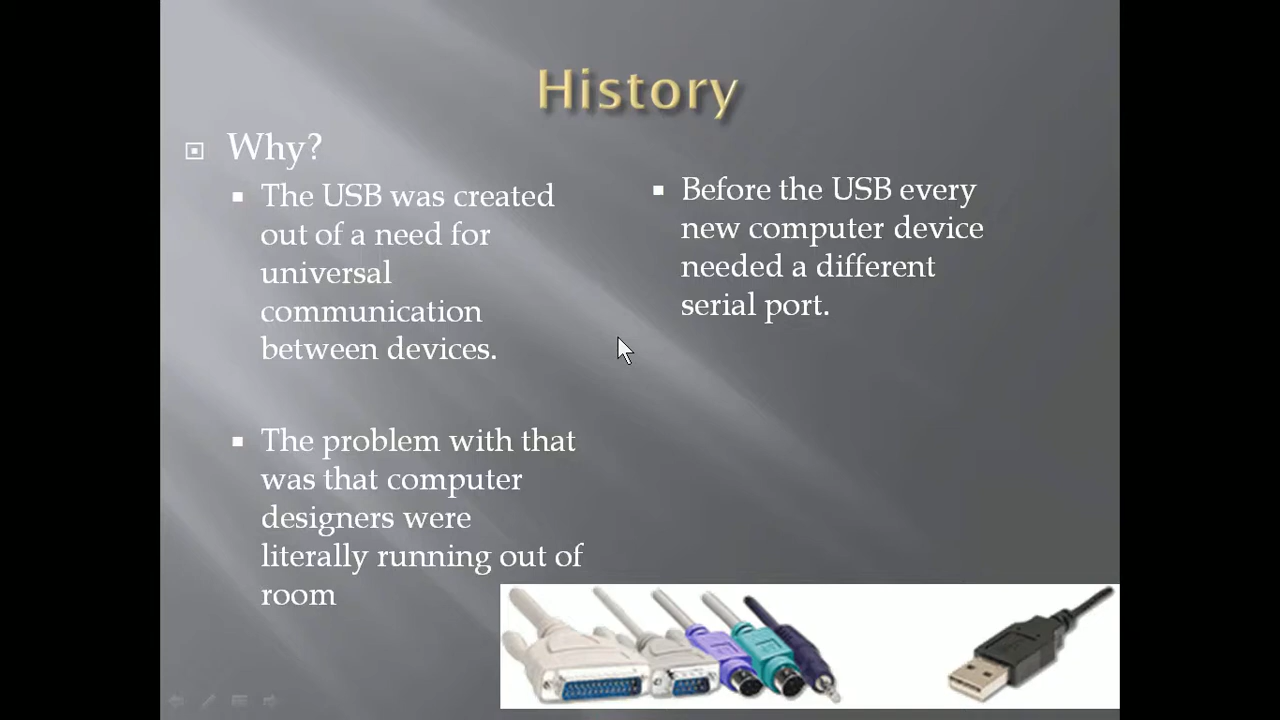 History
Why?
The USB was created
out of a need for
universal
communication
between devices.
The problem with that
was that computer
designers were
literally running out of
room
Before the USB every
new computer device
needed a different
serial port.